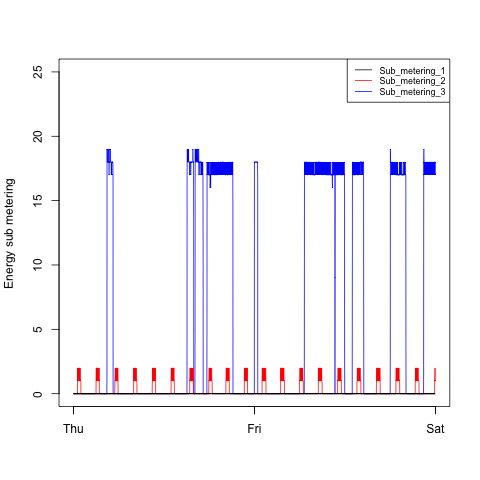 Sub_metering_1
Sub_metering_2
Sub_metering_3
Energy sub metering
25
20
15
10
5
0
Thu
Fri
Sat